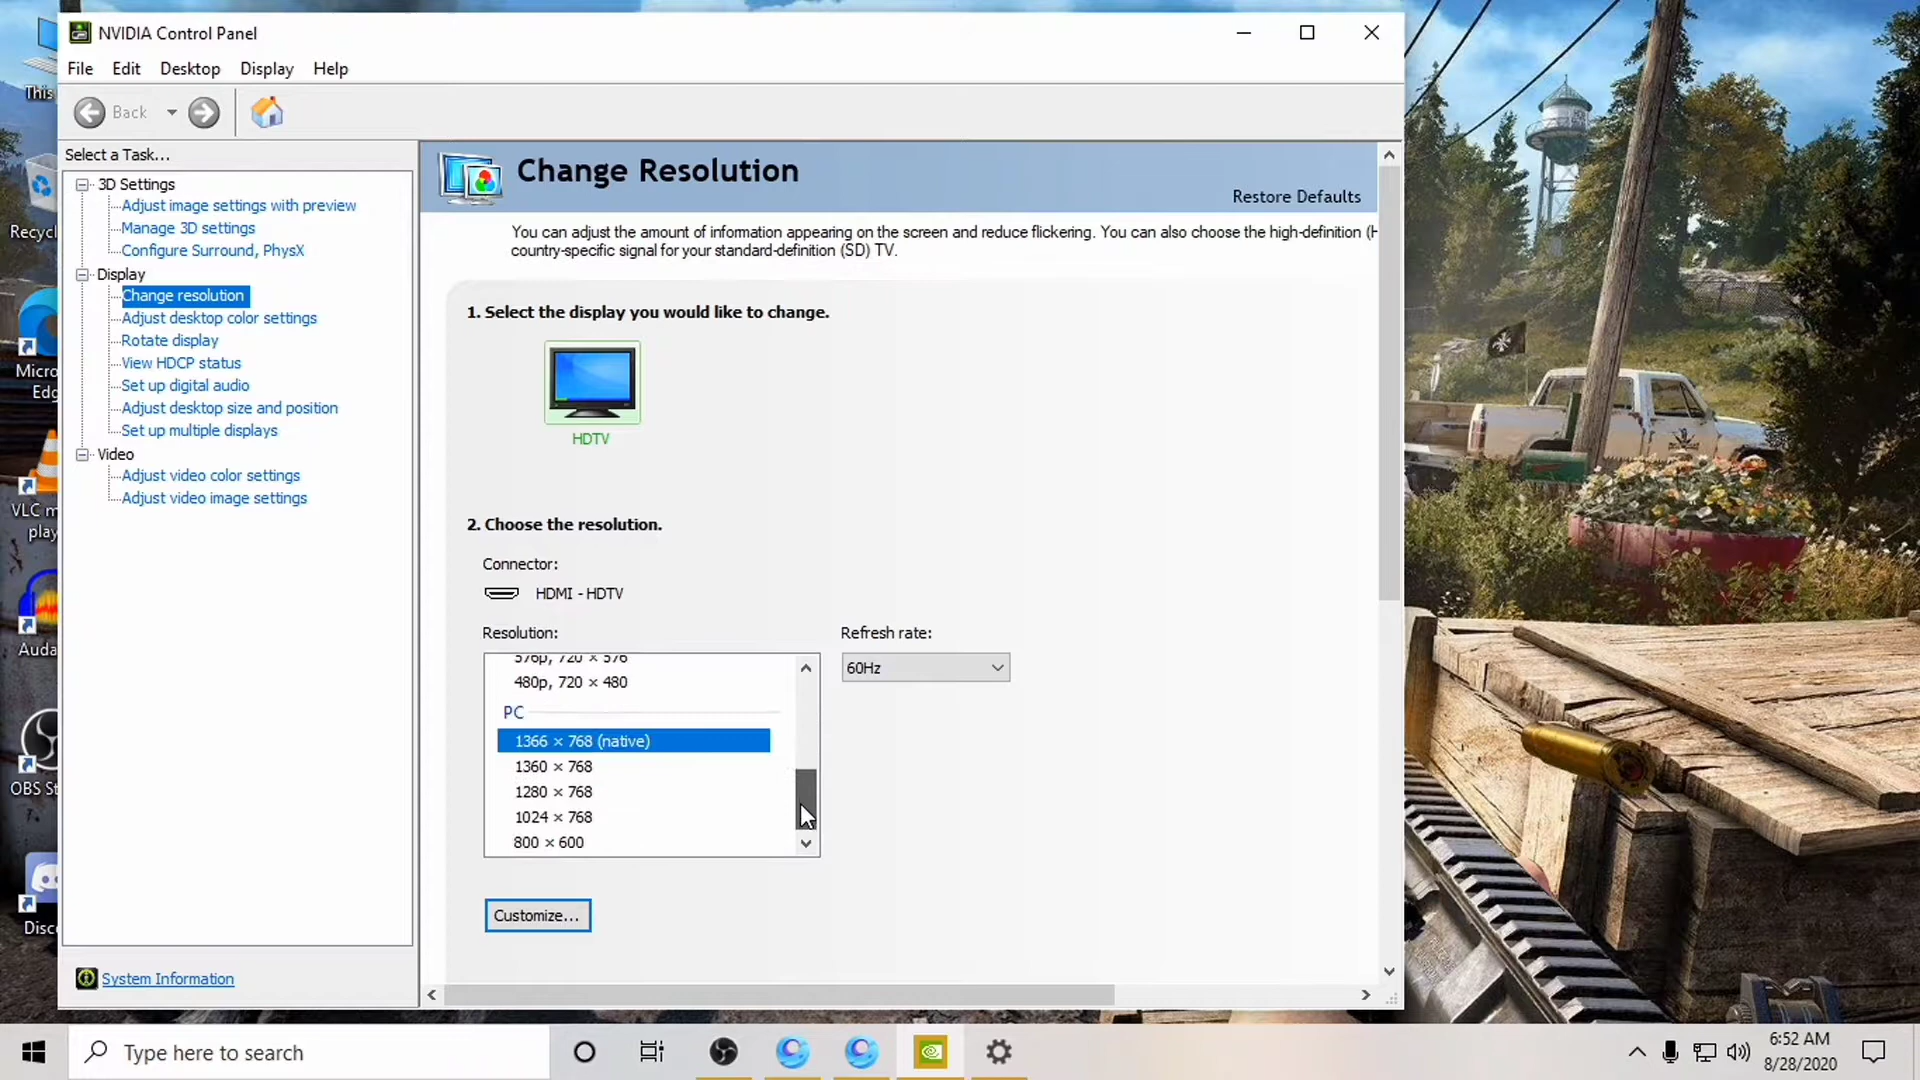 NVIDIA Control Panel
File Edit Desktop Display Help
Back
Select a Task...
3D Settings
Adjust image settings with preview
Manage 3D settings
Configure Surround, PhysX
Display
Change resolution
Adjust desktop color settings
Rotate display
View HDCP status
Set up digital audio
Adjust desktop size and position
Set up multiple displays
Video
Adjust video color settings
Adjust video image settings
System Information
Change Resolution
Restore Defaults
You can adjust the amount of information appearing on the screen and reduce flickering. You can also choose the high-definition (H
country-specific signal for your standard-definition (SD) TV.
1. Select the display you would like to change.
HDTV
2. Choose the resolution.
Connector:
HDMI - HDTV
Resolution:
Refresh rate:
576p, 720 × 576
60Hz
480p, 720 × 480
PC
1366 × 768 (native)
1360 × 768
1280 × 768
1024 × 768
800 × 600
Customize...
This
Recycl
Micro
Edg
VLC m
play
Auda
OBS St
Disc
Type here to search
6:52 AM
8/28/2020